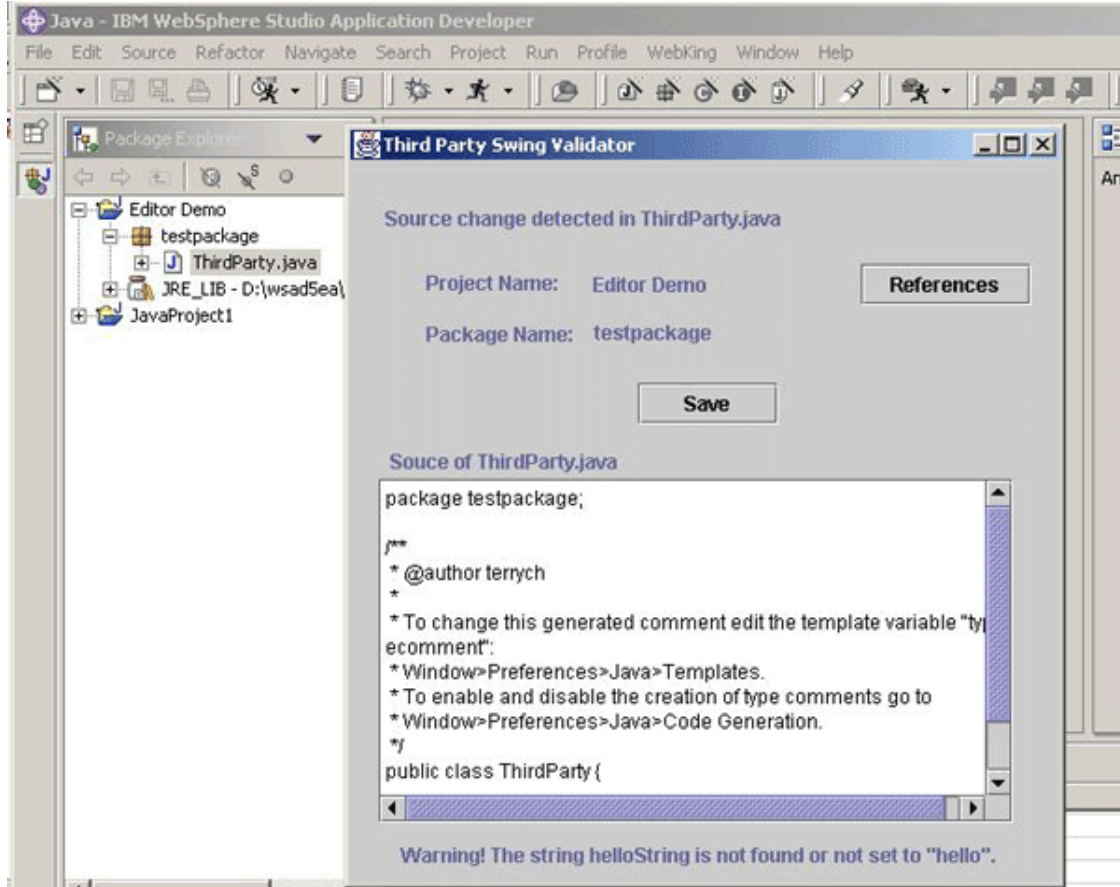 Java - IBM WebSphere Studio Application Developer
File Edit Source Refactor Navigate Search Project Run Profile WebKing Window Help
Package Explorer
Editor Demo
testpackage
ThirdParty.java
JRE_LIB - D:\wsad5ea\
JavaProject1
Third Party Swing Validator
Source change detected in ThirdParty.java
Project Name: Editor Demo
References
Package Name: testpackage
Save
Souce of ThirdParty.java
package testpackage;
/**
* @author terrych
*
* To change this generated comment edit the template variable "typ
ecomment":
* Window>Preferences>Java>Templates.
* To enable and disable the creation of type comments go to
* Window>Preferences>Java>Code Generation.
*/
public class ThirdParty {
Warning! The string helloString is not found or not set to "hello".